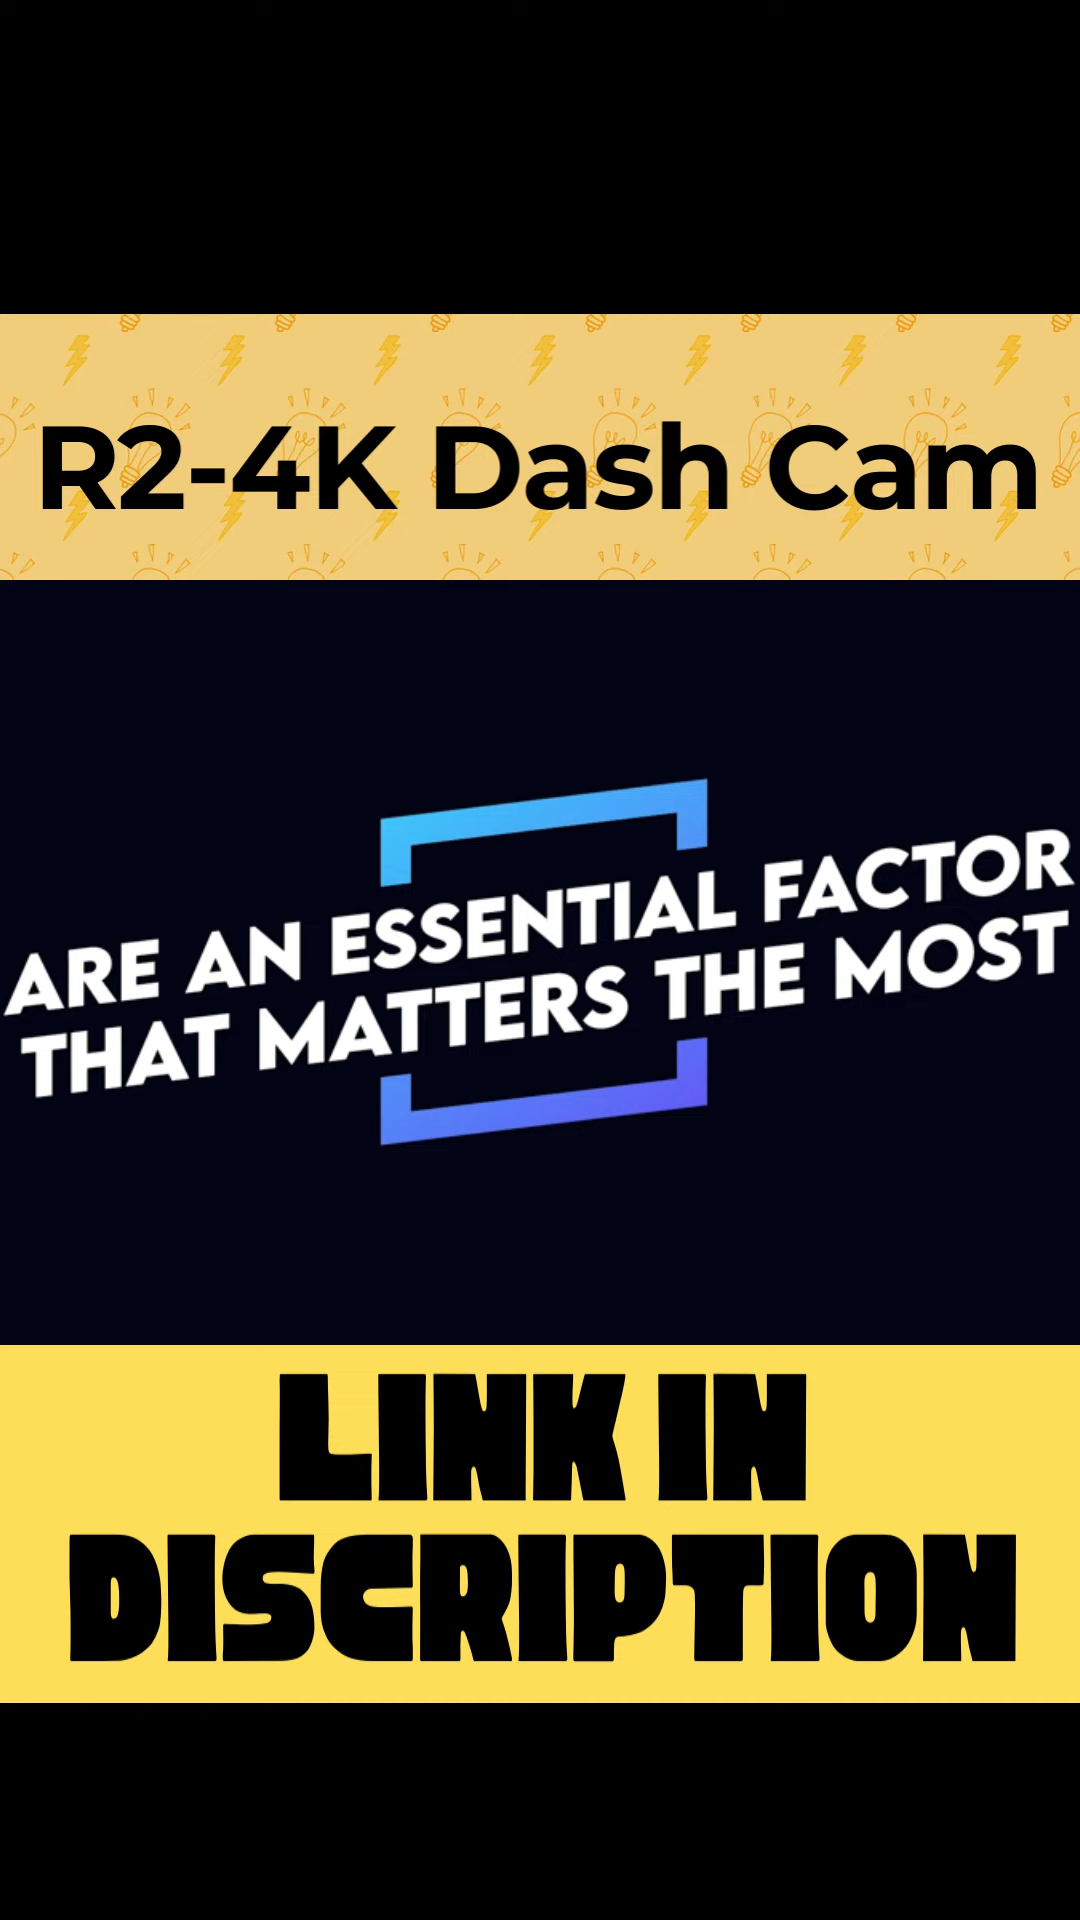 R2-4K Dash Cam
ARE AN ESSENTIAL FACTOR
THAT MATTERS THE MOST
LINK IN
DISCRIPTION